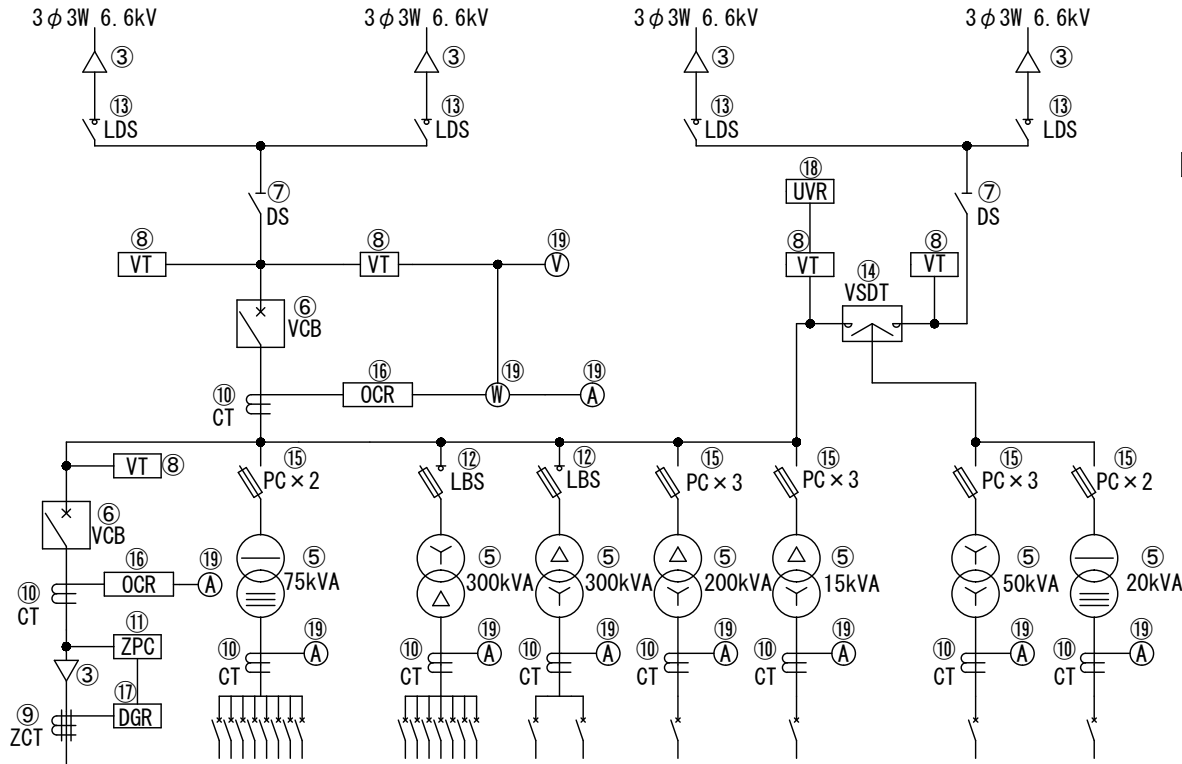 3φ3W 6.6kV 3φ3W 6.6kV 3φ3W 6.6kV 3φ3W 6.6kV
③ ③ ③ ③
⑬ ⑬ ⑬ ⑬
LDS LDS LDS LDS
⑱
UVR
⑦ ⑦
DS DS
⑧ ⑧ ⑲ ⑧ ⑧
VT VT V VT VT
⑭
VSDT
⑥
VCB
⑯ ⑲ ⑲
⑩ OCR W A
CT
⑮ ⑫ ⑫ ⑮ ⑮ ⑮ ⑮
VT ⑧ PC×2 LBS LBS PC×3 PC×3 PC×3 PC×2
⑥
VCB
⑯ ⑲ ⑤ ⑤ ⑤ ⑤ ⑤ ⑤ ⑤
OCR A 75kVA 300kVA 300kVA 200kVA 15kVA 50kVA 20kVA
⑩
CT
⑪ ⑲ ⑲ ⑲ ⑲ ⑲ ⑲ ⑲
ZPC ⑩ A ⑩ A ⑩ A ⑩ A ⑩ A ⑩ A ⑩ A
③ CT CT CT CT CT CT CT
⑰
⑨ DGR
ZCT